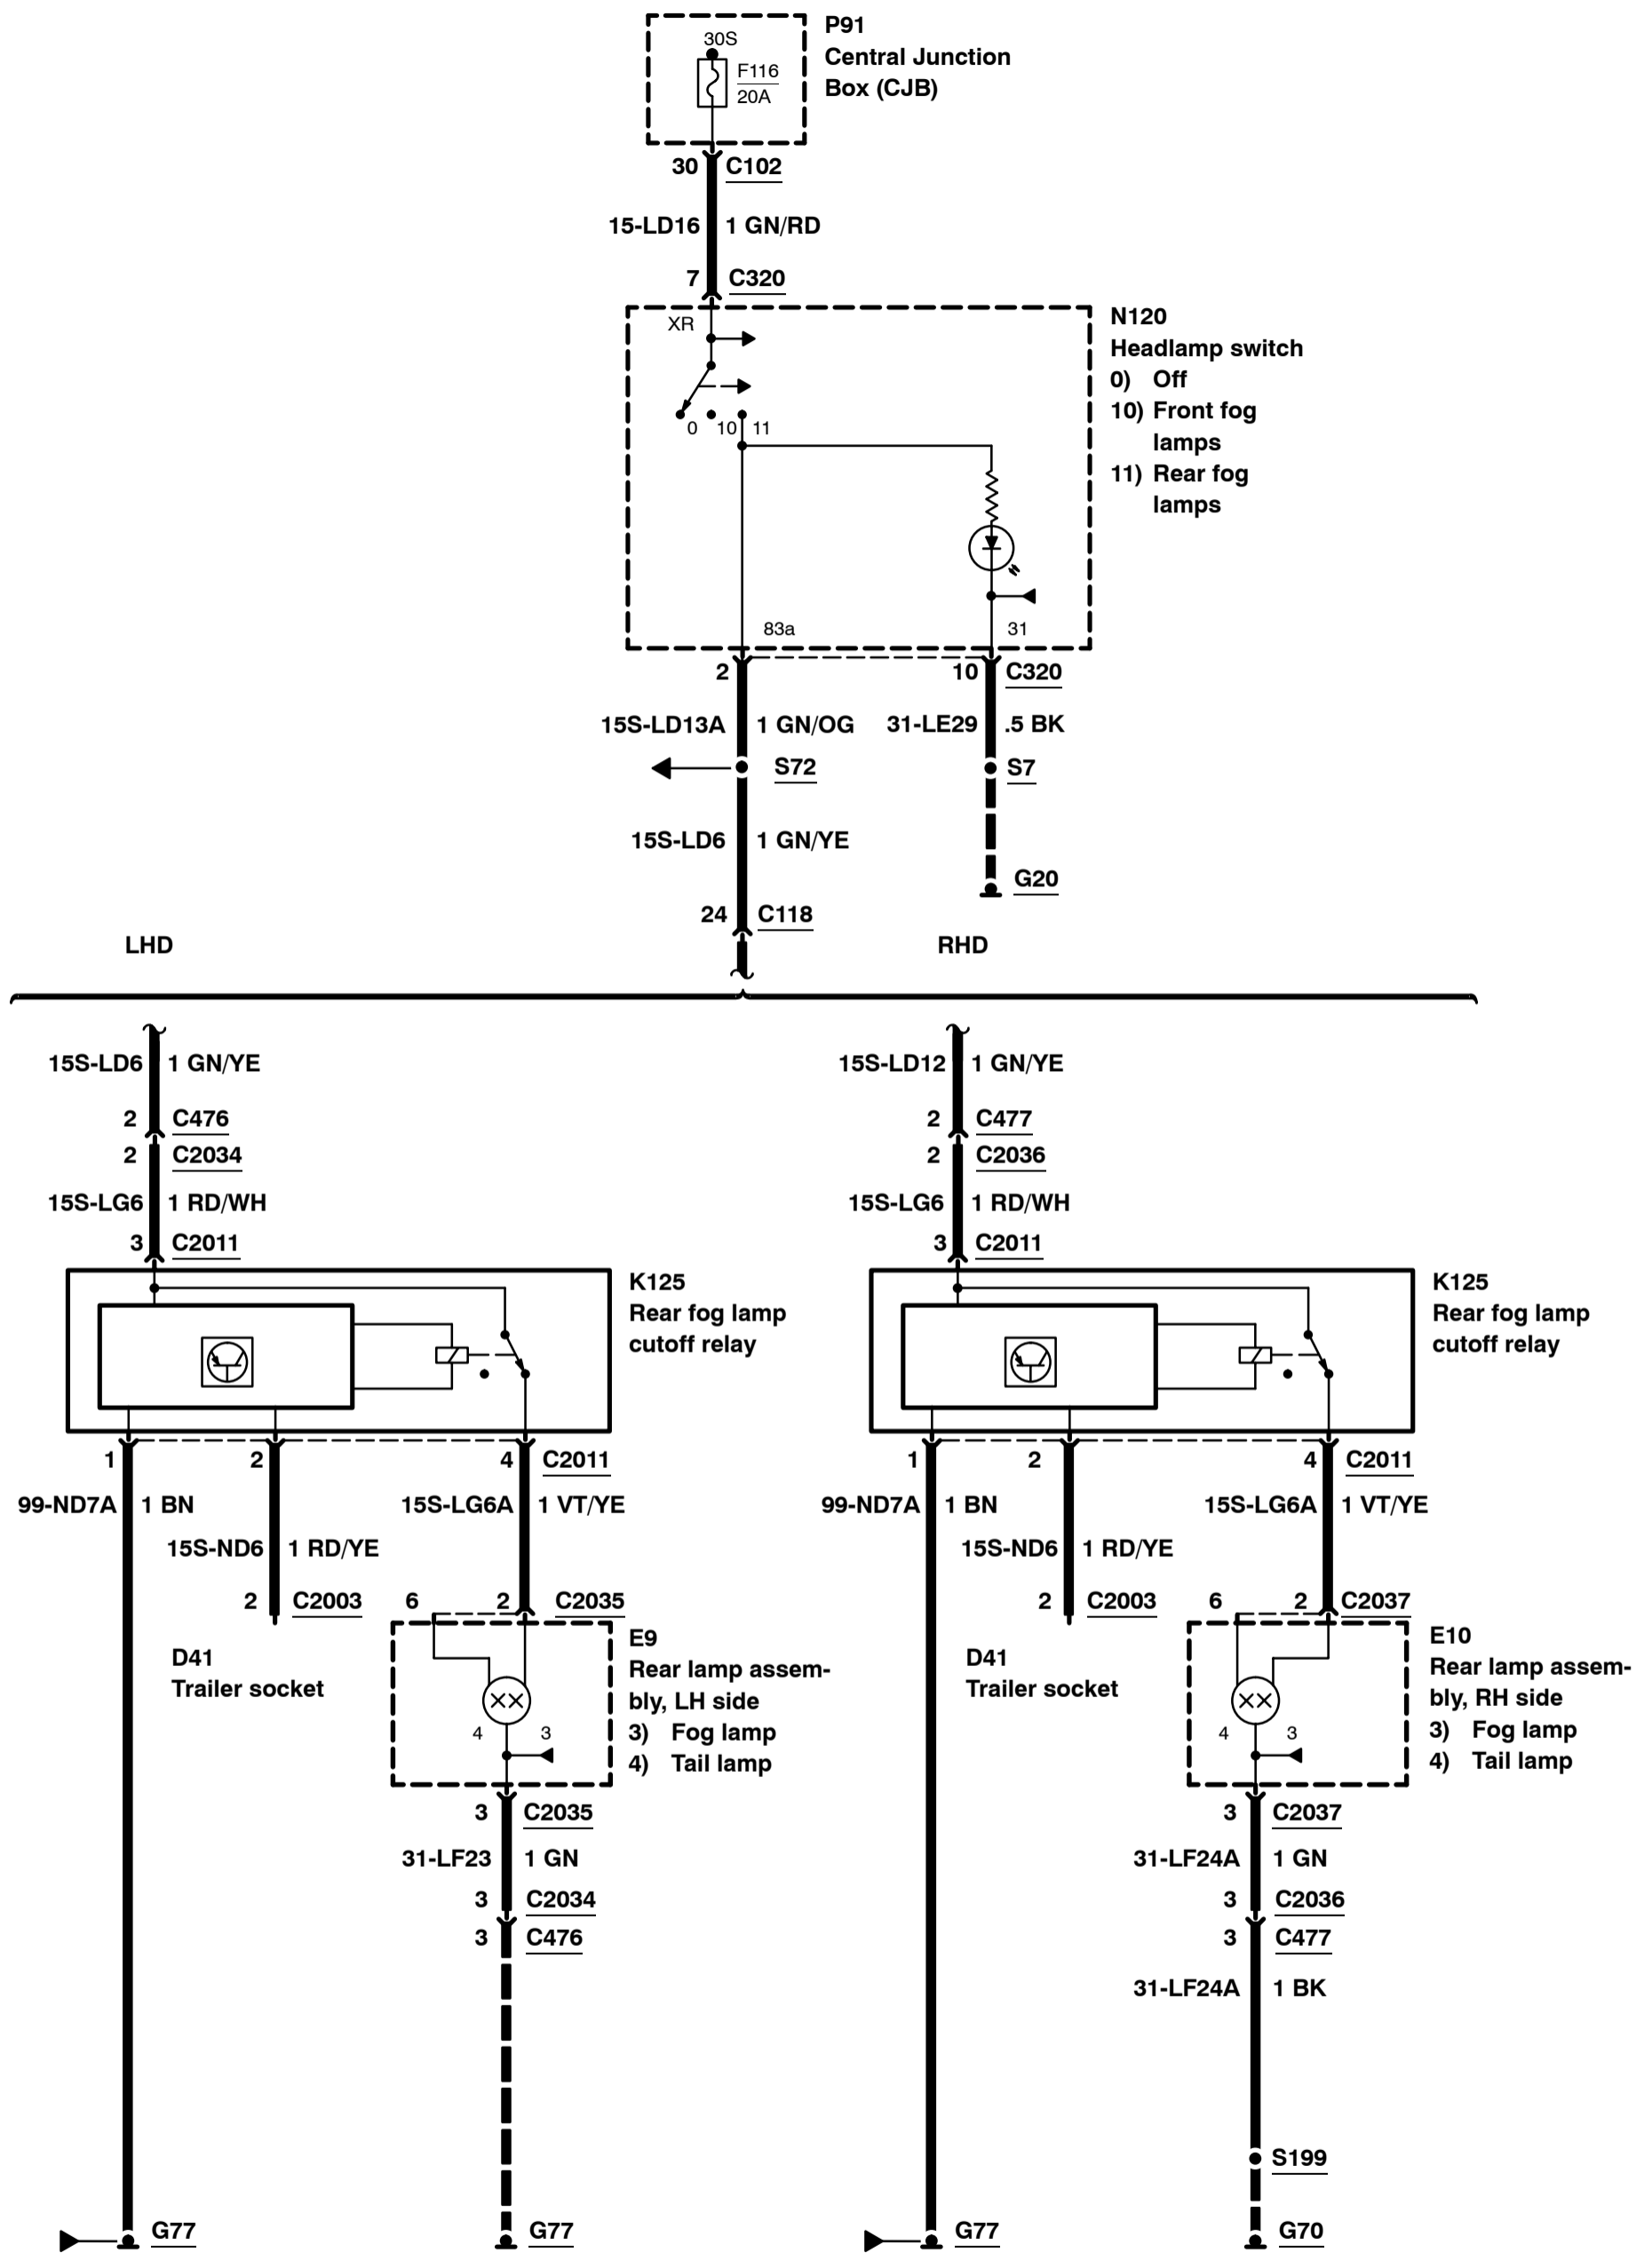 30S
F116
20A
P91
Central Junction
Box (CJB)
30 C102
15-LD16 1 GN/RD
7 C320
XR
0 10 11
83a 31
N120
Headlamp switch
0) Off
10) Front fog
lamps
11) Rear fog
lamps
2 10 C320
15S-LD13A 1 GN/OG 31-LE29 .5 BK
S72 S7
15S-LD6 1 GN/YE
G20
24 C118
LHD RHD
15S-LD6 1 GN/YE
2 C476
2 C2034
15S-LG6 1 RD/WH
3 C2011
K125
Rear fog lamp
cutoff relay
1 2 4 C2011
99-ND7A 1 BN 15S-LG6A 1 VT/YE
15S-ND6 1 RD/YE
2 C2003 6 2 C2035
D41
Trailer socket
E9
Rear lamp assem-
bly, LH side
3) Fog lamp
4) Tail lamp
4 3
3 C2035
31-LF23 1 GN
3 C2034
3 C476
G77 G77
15S-LD12 1 GN/YE
2 C477
2 C2036
15S-LG6 1 RD/WH
3 C2011
K125
Rear fog lamp
cutoff relay
1 2 4 C2011
99-ND7A 1 BN 15S-LG6A 1 VT/YE
15S-ND6 1 RD/YE
2 C2003 6 2 C2037
D41
Trailer socket
E10
Rear lamp assem-
bly, RH side
3) Fog lamp
4) Tail lamp
4 3
3 C2037
31-LF24A 1 GN
3 C2036
3 C477
31-LF24A 1 BK
S199
G77 G70